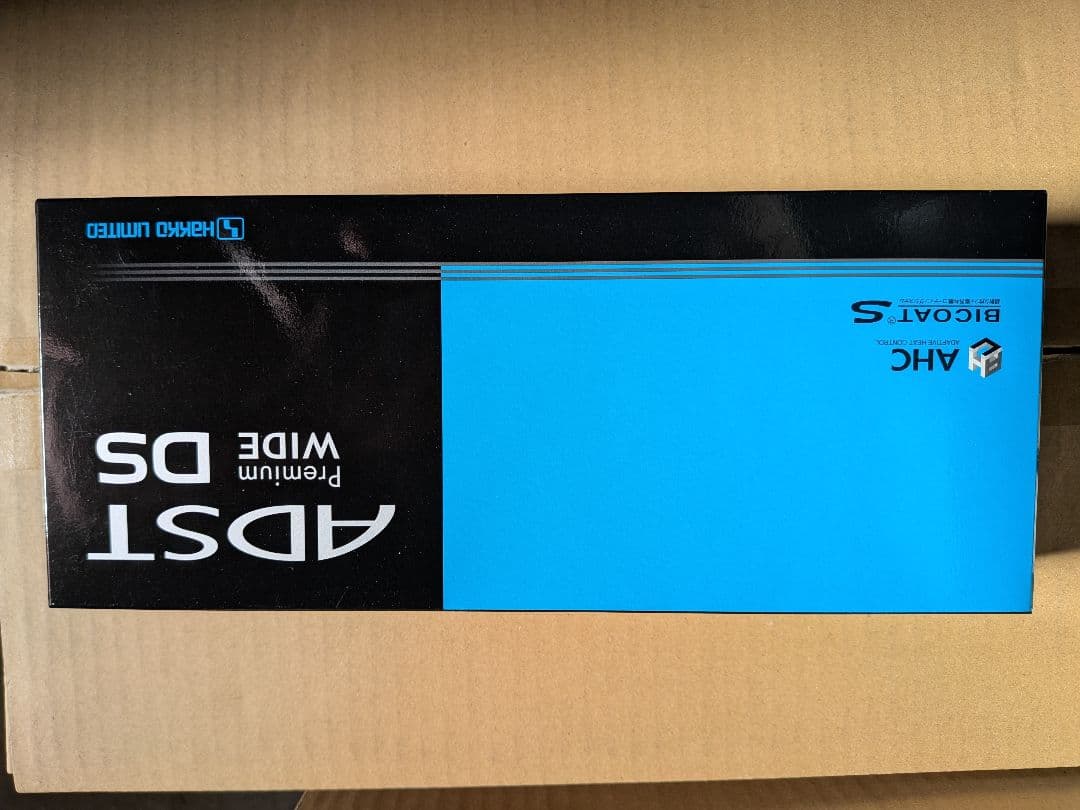 ADST
Premium
WIDE DS
AHC
ADAPTIVE HEAT CONTROL
BICOAT® S
HaKKO LIMITED